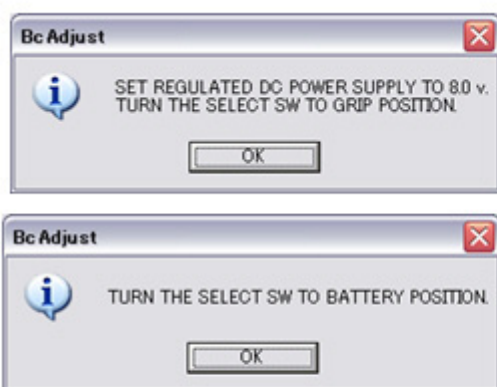 Bc Adjust
SET REGULATED DC POWER SUPPLY TO 8.0 v.
TURN THE SELECT SW TO GRIP POSITION.
OK
Bc Adjust
TURN THE SELECT SW TO BATTERY POSITION.
OK